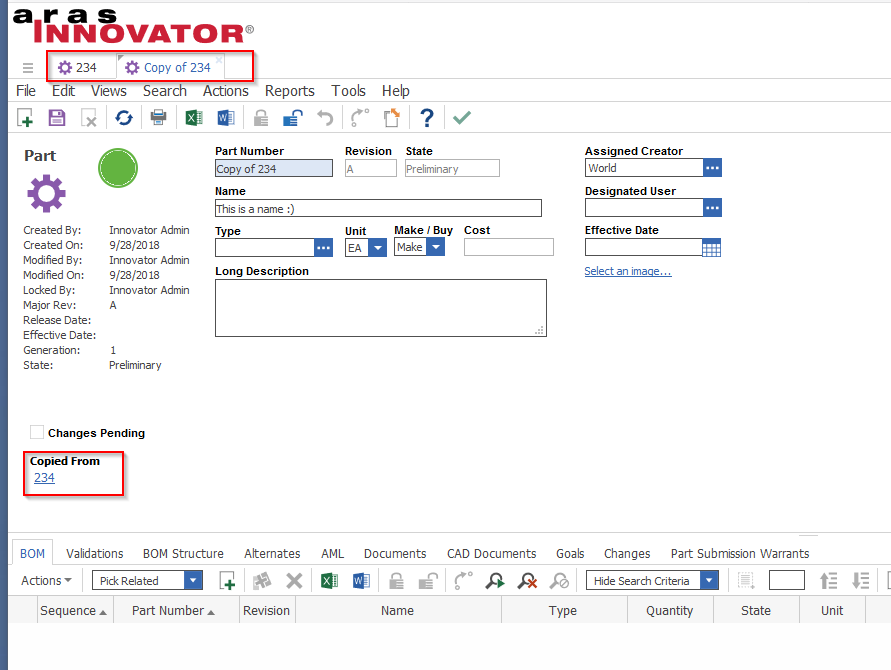 aras
INNOVATOR®
234 Copy of 234
File Edit Views Search Actions Reports Tools Help
Part
Part Number Revision State Assigned Creator
Copy of 234 A Preliminary World
Name Designated User
This is a name :)
Type Unit Make / Buy Cost Effective Date
EA Make
Long Description Select an image...
Created By: Innovator Admin
Created On: 9/28/2018
Modified By: Innovator Admin
Modified On: 9/28/2018
Locked By: Innovator Admin
Major Rev: A
Release Date:
Effective Date:
Generation: 1
State: Preliminary
Changes Pending
Copied From
234
BOM Validations BOM Structure Alternates AML Documents CAD Documents Goals Changes Part Submission Warrants
Actions Pick Related Hide Search Criteria
Sequence Part Number Revision Name Type Quantity State Unit